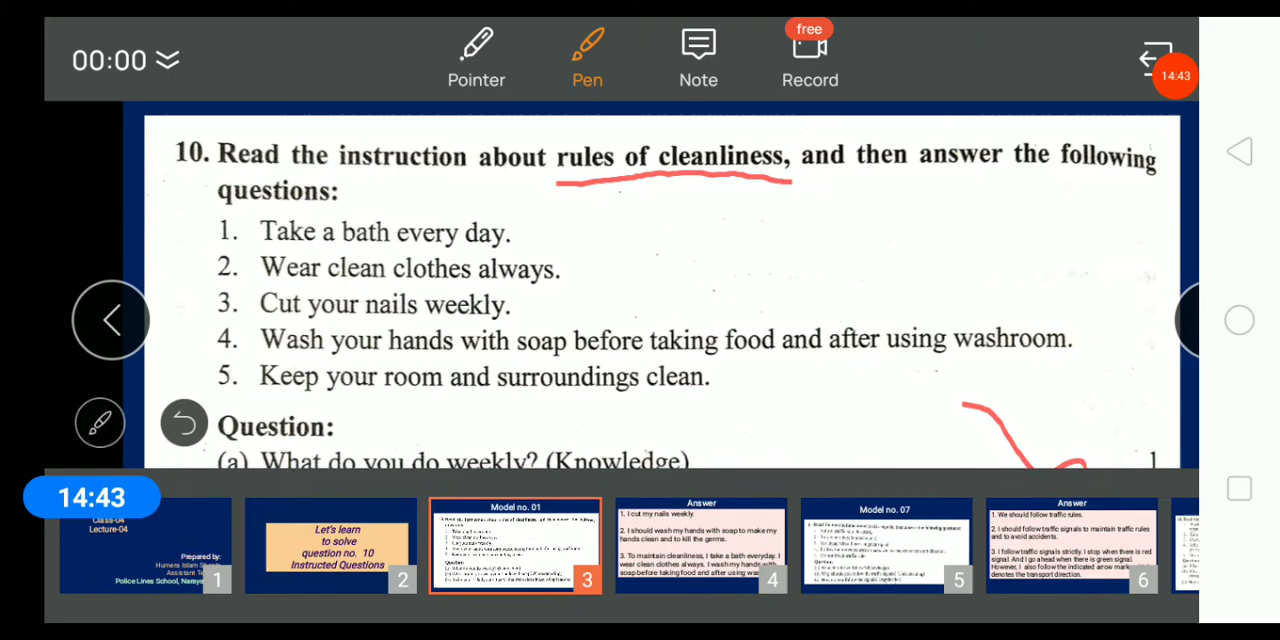 00:00
Pointer
Pen
Note
free
Record
14:43
10. Read the instruction about rules of cleanliness, and then answer the following
questions:
1. Take a bath every day.
2. Wear clean clothes always.
3. Cut your nails weekly.
4. Wash your hands with soap before taking food and after using washroom.
5. Keep your room and surroundings clean.
Question:
(a) What do you do weekly? (Knowledge) 1
14:43
Class-04
Lecture-04
Prepared by:
Police Lines School,
1
Let's learn
to solve
question no. 10
Instructed Questions
2
Model no. 01
3
Answer
1. I cut my nails weekly.
2. I should wash my hands with soap to make my
hands clean and to kill the germs.
3. To maintain cleanliness, I take a bath everyday. I
wear clean clothes always. I wash my hands with
soap before taking food and after using
4
Model no. 07
5
Answer
1. We should follow traffic rules.
2. I should follow traffic signals to maintain traffic rules
and to avoid accidents.
3. I follow traffic signals strictly. I stop when there is red
signal. And I go ahead when there is green signal.
However, I also follow the indicated arrow
denotes the transport direction.
6